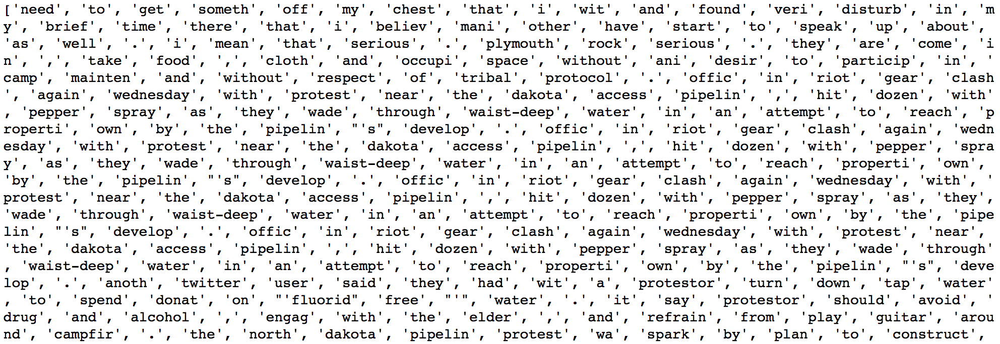 ['need', 'to', 'get', 'someth', 'off', 'my', 'chest', 'that', 'i', 'wit', 'and', 'found', 'veri', 'disturb', 'in', 'm
y', 'brief', 'time', 'there', 'that', 'i', 'believ', 'mani', 'other', 'have', 'start', 'to', 'speak', 'up', 'about',
'as', 'well', '.', 'i', 'mean', 'that', 'serious', '.', 'plymouth', 'rock', 'serious', '.', 'they', 'are', 'come', 'i
n', ',', 'take', 'food', ',', 'cloth', 'and', 'occupi', 'space', 'without', 'ani', 'desir', 'to', 'particip', 'in', '
camp', 'mainten', 'and', 'without', 'respect', 'of', 'tribal', 'protocol', '.', 'offic', 'in', 'riot', 'gear', 'clash
', 'again', 'wednesday', 'with', 'protest', 'near', 'the', 'dakota', 'access', 'pipelin', ',', 'hit', 'dozen', 'with'
, 'pepper', 'spray', 'as', 'they', 'wade', 'through', 'waist-deep', 'water', 'in', 'an', 'attempt', 'to', 'reach', 'p
roperti', 'own', 'by', 'the', 'pipelin', "'s", 'develop', '.', 'offic', 'in', 'riot', 'gear', 'clash', 'again', 'wedn
esday', 'with', 'protest', 'near', 'the', 'dakota', 'access', 'pipelin', ',', 'hit', 'dozen', 'with', 'pepper', 'spra
y', 'as', 'they', 'wade', 'through', 'waist-deep', 'water', 'in', 'an', 'attempt', 'to', 'reach', 'properti', 'own',
'by', 'the', 'pipelin', "'s", 'develop', '.', 'offic', 'in', 'riot', 'gear', 'clash', 'again', 'wednesday', 'with', '
protest', 'near', 'the', 'dakota', 'access', 'pipelin', ',', 'hit', 'dozen', 'with', 'pepper', 'spray', 'as', 'they',
'wade', 'through', 'waist-deep', 'water', 'in', 'an', 'attempt', 'to', 'reach', 'properti', 'own', 'by', 'the', 'pipe
lin', "'s", 'develop', '.', 'offic', 'in', 'riot', 'gear', 'clash', 'again', 'wednesday', 'with', 'protest', 'near',
'the', 'dakota', 'access', 'pipelin', ',', 'hit', 'dozen', 'with', 'pepper', 'spray', 'as', 'they', 'wade', 'through'
, 'waist-deep', 'water', 'in', 'an', 'attempt', 'to', 'reach', 'properti', 'own', 'by', 'the', 'pipelin', "'s", 'deve
lop', '.', 'anoth', 'twitter', 'user', 'said', 'they', 'had', 'wit', 'a', 'protestor', 'turn', 'down', 'tap', 'water'
, 'to', 'spend', 'donat', 'on', "'fluorid", 'free', "'", 'water', '.', 'it', 'say', 'protestor', 'should', 'avoid', '
drug', 'and', 'alcohol', ',', 'engag', 'with', 'the', 'elder', ',', 'and', 'refrain', 'from', 'play', 'guitar', 'arou
nd', 'campfir', '.', 'the', 'north', 'dakota', 'pipelin', 'protest', 'wa', 'spark', 'by', 'plan', 'to', 'construct',